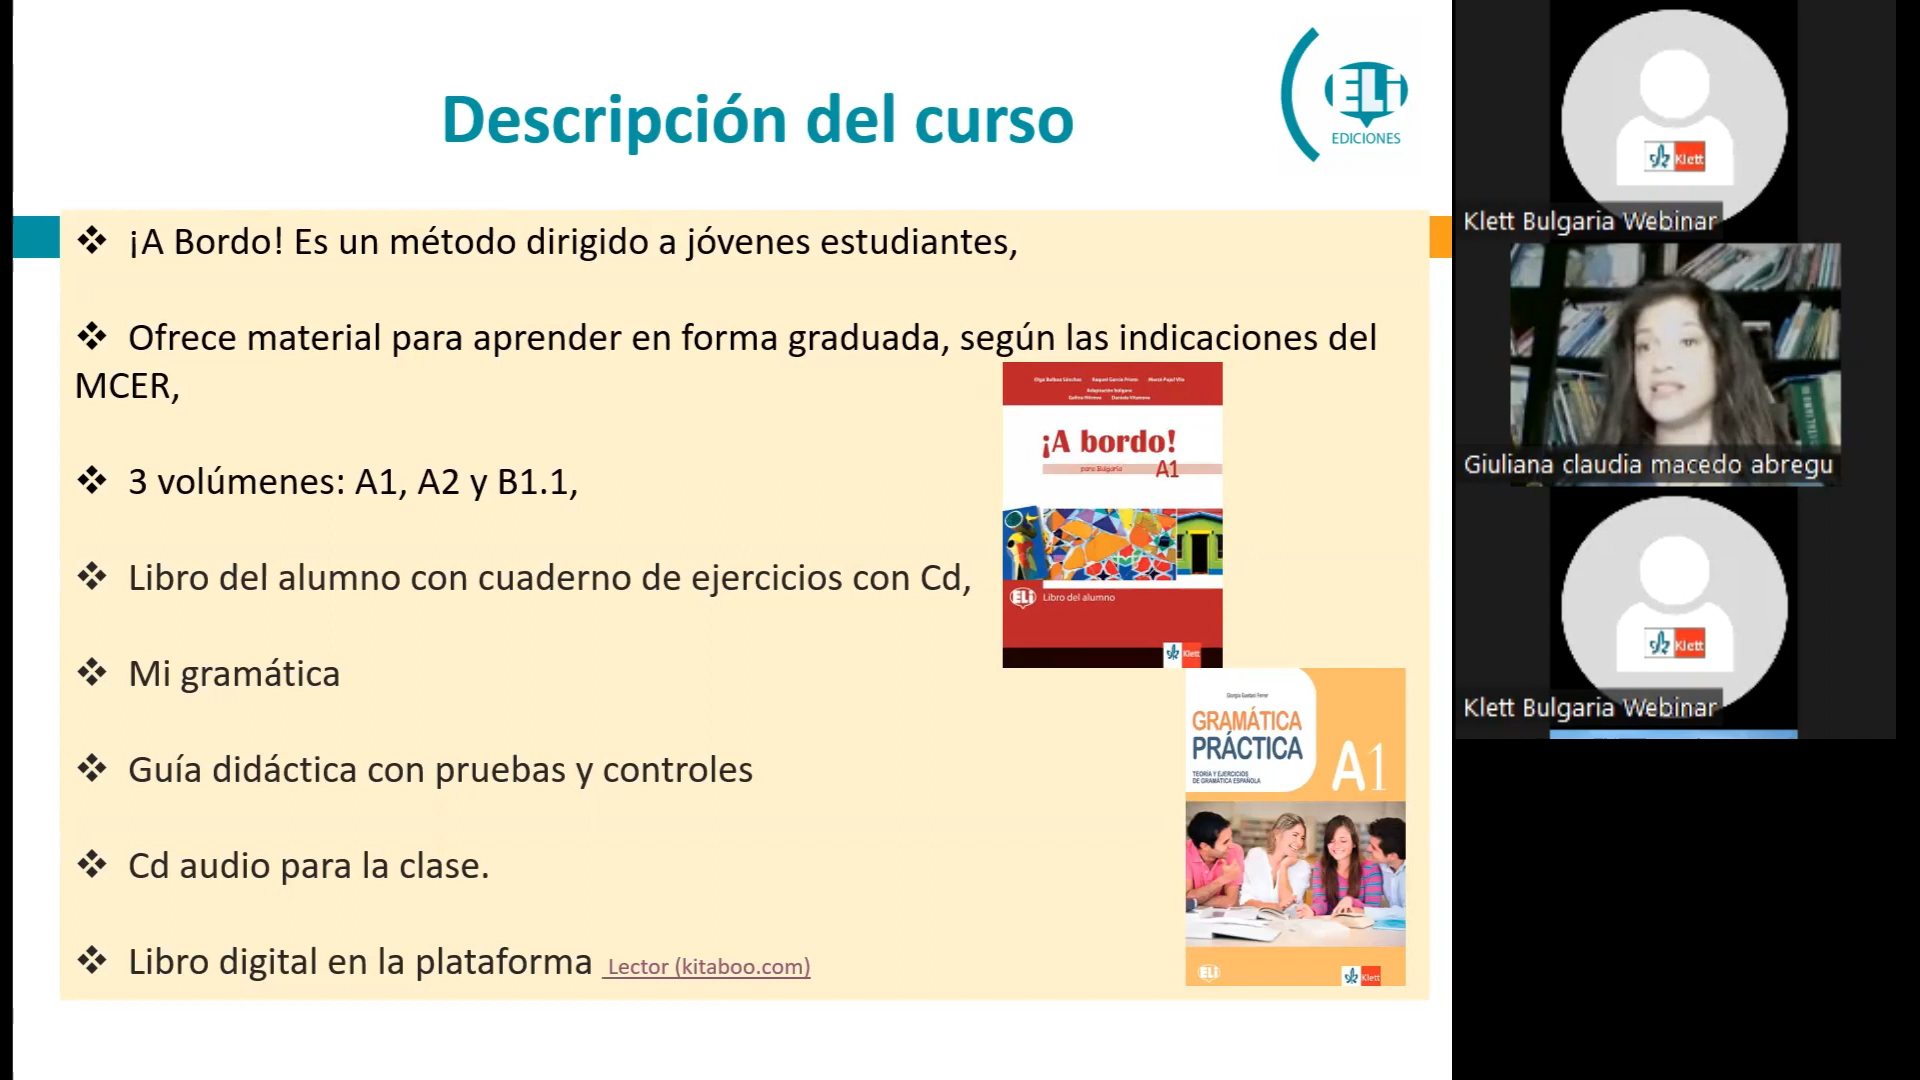 Descripción del curso
ELi
EDICIONES
❖ ¡A Bordo! Es un método dirigido a jóvenes estudiantes,
❖ Ofrece material para aprender en forma graduada, según las indicaciones del
MCER,
❖ 3 volúmenes: A1, A2 y B1.1,
❖ Libro del alumno con cuaderno de ejercicios con Cd,
❖ Mi gramática
❖ Guía didáctica con pruebas y controles
❖ Cd audio para la clase.
❖ Libro digital en la plataforma Lector (kitaboo.com)
¡A bordo!
para Bulgaria A1
ELi Libro del alumno
Klett
GRAMÁTICA
PRÁCTICA
TEORÍA Y EJERCICIOS
DE GRAMÁTICA ESPAÑOLA
A1
ELi
Klett
Klett
Klett Bulgaria Webinar
Giuliana claudia macedo abregu
Klett
Klett Bulgaria Webinar